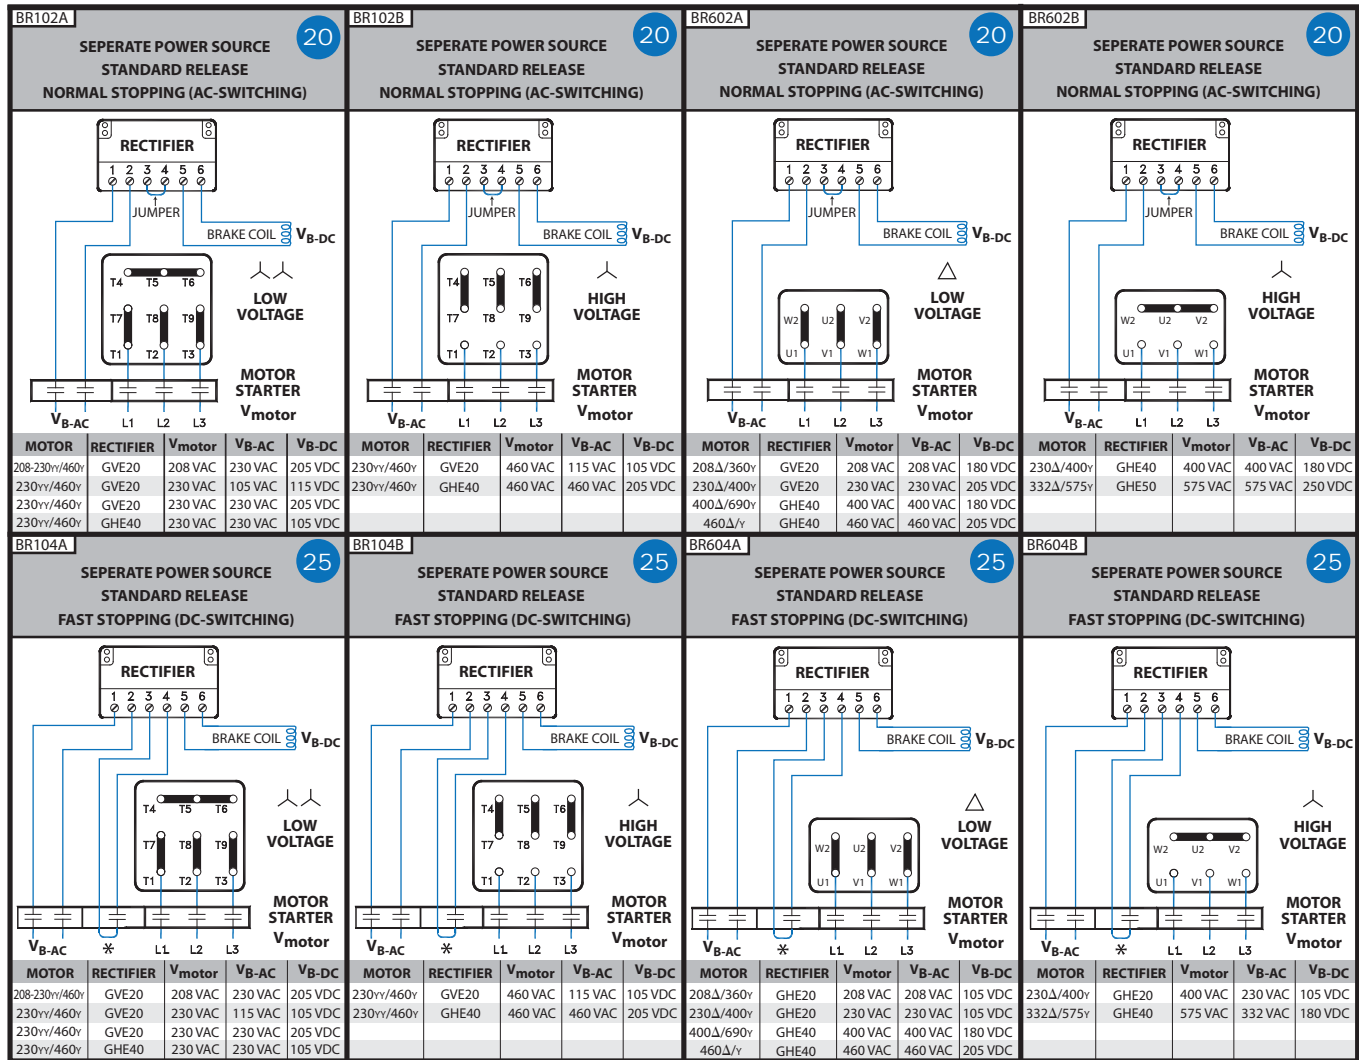 BR102A
20
SEPERATE POWER SOURCE
STANDARD RELEASE
NORMAL STOPPING (AC-SWITCHING)
RECTIFIER
1 2 3 4 5 6
JUMPER
BRAKE COIL
VB-DC
T4 T5 T6
T7 T8 T9
T1 T2 T3
LOW
VOLTAGE
MOTOR
STARTER
Vmotor
VB-AC
L1 L2 L3
MOTOR RECTIFIER Vmotor VB-AC VB-DC
208-230YY/460Y GVE20 208 VAC 230 VAC 205 VDC
230YY/460Y GVE20 230 VAC 105 VAC 115 VDC
230YY/460Y GVE20 230 VAC 230 VAC 205 VDC
230YY/460Y GHE40 230 VAC 230 VAC 105 VDC
BR102B
20
SEPERATE POWER SOURCE
STANDARD RELEASE
NORMAL STOPPING (AC-SWITCHING)
RECTIFIER
1 2 3 4 5 6
JUMPER
BRAKE COIL
VB-DC
T4 T5 T6
T7 T8 T9
T1 T2 T3
HIGH
VOLTAGE
MOTOR
STARTER
Vmotor
VB-AC
L1 L2 L3
MOTOR RECTIFIER Vmotor VB-AC VB-DC
230YY/460Y GVE20 460 VAC 115 VAC 105 VDC
230YY/460Y GHE40 460 VAC 460 VAC 205 VDC
BR602A
20
SEPERATE POWER SOURCE
STANDARD RELEASE
NORMAL STOPPING (AC-SWITCHING)
RECTIFIER
1 2 3 4 5 6
JUMPER
BRAKE COIL
VB-DC
W2 U2 V2
U1 V1 W1
LOW
VOLTAGE
MOTOR
STARTER
Vmotor
VB-AC
L1 L2 L3
MOTOR RECTIFIER Vmotor VB-AC VB-DC
208Δ/360Y GVE20 208 VAC 208 VAC 180 VDC
230Δ/400Y GVE20 230 VAC 230 VAC 205 VDC
400Δ/690Y GHE40 400 VAC 400 VAC 180 VDC
460Δ/Y GHE40 460 VAC 460 VAC 205 VDC
BR602B
20
SEPERATE POWER SOURCE
STANDARD RELEASE
NORMAL STOPPING (AC-SWITCHING)
RECTIFIER
1 2 3 4 5 6
JUMPER
BRAKE COIL
VB-DC
W2 U2 V2
U1 V1 W1
HIGH
VOLTAGE
MOTOR
STARTER
Vmotor
VB-AC
L1 L2 L3
MOTOR RECTIFIER Vmotor VB-AC VB-DC
230Δ/400Y GHE40 400 VAC 400 VAC 180 VDC
332Δ/575Y GHE50 575 VAC 575 VAC 250 VDC
BR104A
25
SEPERATE POWER SOURCE
STANDARD RELEASE
FAST STOPPING (DC-SWITCHING)
RECTIFIER
1 2 3 4 5 6
BRAKE COIL
VB-DC
T4 T5 T6
T7 T8 T9
T1 T2 T3
LOW
VOLTAGE
MOTOR
STARTER
Vmotor
VB-AC * L1 L2 L3
MOTOR RECTIFIER Vmotor VB-AC VB-DC
208-230YY/460Y GVE20 208 VAC 230 VAC 205 VDC
230YY/460Y GVE20 230 VAC 115 VAC 105 VDC
230YY/460Y GVE20 230 VAC 230 VAC 205 VDC
230YY/460Y GHE40 230 VAC 230 VAC 105 VDC
BR104B
25
SEPERATE POWER SOURCE
STANDARD RELEASE
FAST STOPPING (DC-SWITCHING)
RECTIFIER
1 2 3 4 5 6
BRAKE COIL
VB-DC
T4 T5 T6
T7 T8 T9
T1 T2 T3
HIGH
VOLTAGE
MOTOR
STARTER
Vmotor
VB-AC * L1 L2 L3
MOTOR RECTIFIER Vmotor VB-AC VB-DC
230YY/460Y GVE20 460 VAC 115 VAC 105 VDC
230YY/460Y GHE40 460 VAC 460 VAC 205 VDC
BR604A
25
SEPERATE POWER SOURCE
STANDARD RELEASE
FAST STOPPING (DC-SWITCHING)
RECTIFIER
1 2 3 4 5 6
BRAKE COIL
VB-DC
W2 U2 V2
U1 V1 W1
LOW
VOLTAGE
MOTOR
STARTER
Vmotor
VB-AC * L1 L2 L3
MOTOR RECTIFIER Vmotor VB-AC VB-DC
208Δ/360Y GHE20 208 VAC 208 VAC 105 VDC
230Δ/400Y GHE20 230 VAC 230 VAC 105 VDC
400Δ/690Y GHE40 400 VAC 400 VAC 180 VDC
460Δ/Y GHE40 460 VAC 460 VAC 205 VDC
BR604B
25
SEPERATE POWER SOURCE
STANDARD RELEASE
FAST STOPPING (DC-SWITCHING)
RECTIFIER
1 2 3 4 5 6
BRAKE COIL
VB-DC
W2 U2 V2
U1 V1 W1
HIGH
VOLTAGE
MOTOR
STARTER
Vmotor
VB-AC * L1 L2 L3
MOTOR RECTIFIER Vmotor VB-AC VB-DC
230Δ/400Y GHE20 400 VAC 230 VAC 105 VDC
332Δ/575Y GHE40 575 VAC 332 VAC 180 VDC